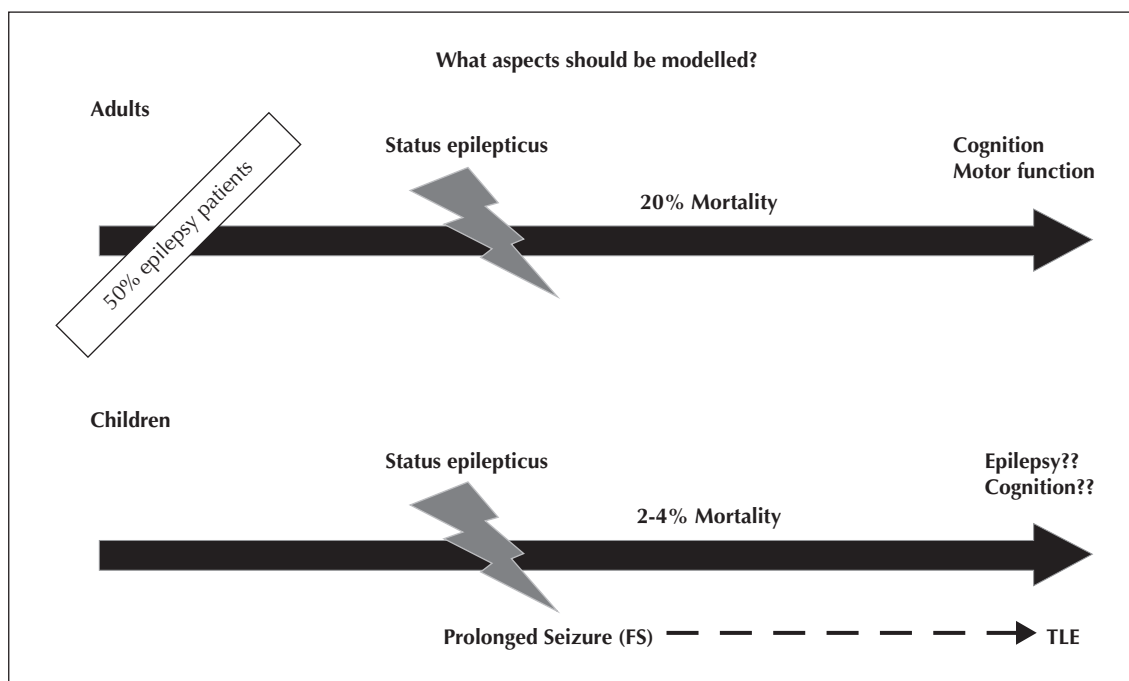 What aspects should be modelled?
Adults
50% epilepsy patients
Status epilepticus
20% Mortality
Cognition
Motor function
Children
Status epilepticus
2-4% Mortality
Epilepsy??
Cognition??
Prolonged Seizure (FS)
TLE